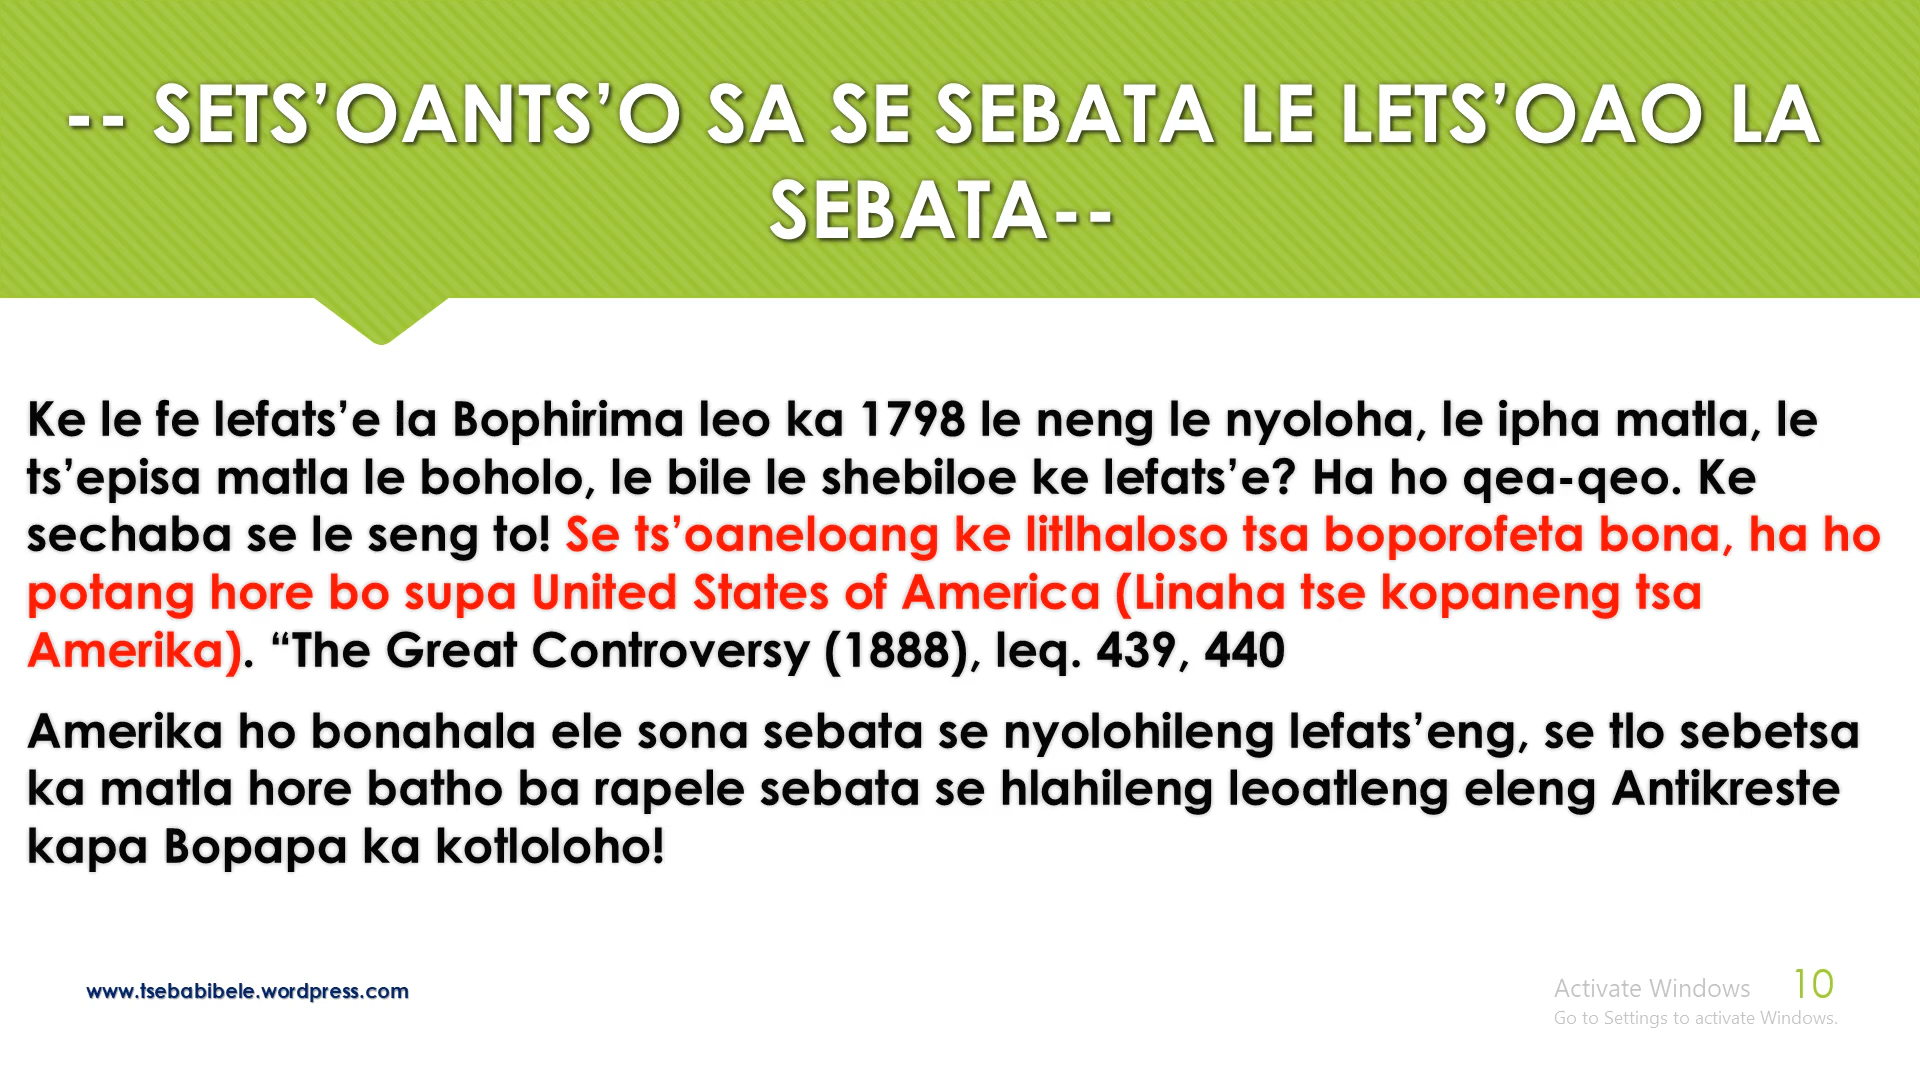 -- SETS’OANTS’O SA SE SEBATA LE LETS’OAO LA
SEBATA--
Ke le fe lefats’e la Bophirima leo ka 1798 le neng le nyoloha, le ipha matla, le
ts’episa matla le boholo, le bile le shebiloe ke lefats’e? Ha ho qea-qeo. Ke
sechaba se le seng to! Se ts’oaneloang ke litlhaloso tsa boporofeta bona, ha ho
potang hore bo supa United States of America (Linaha tse kopaneng tsa
Amerika). “The Great Controversy (1888), leq. 439, 440
Amerika ho bonahala ele sona sebata se nyolohileng lefats’eng, se tlo sebetsa
ka matla hore batho ba rapele sebata se hlahileng leoatleng eleng Antikreste
kapa Bopapa ka kotloloho!
www.tsebabibele.wordpress.com
Activate Windows
10
Go to Settings to activate Windows.